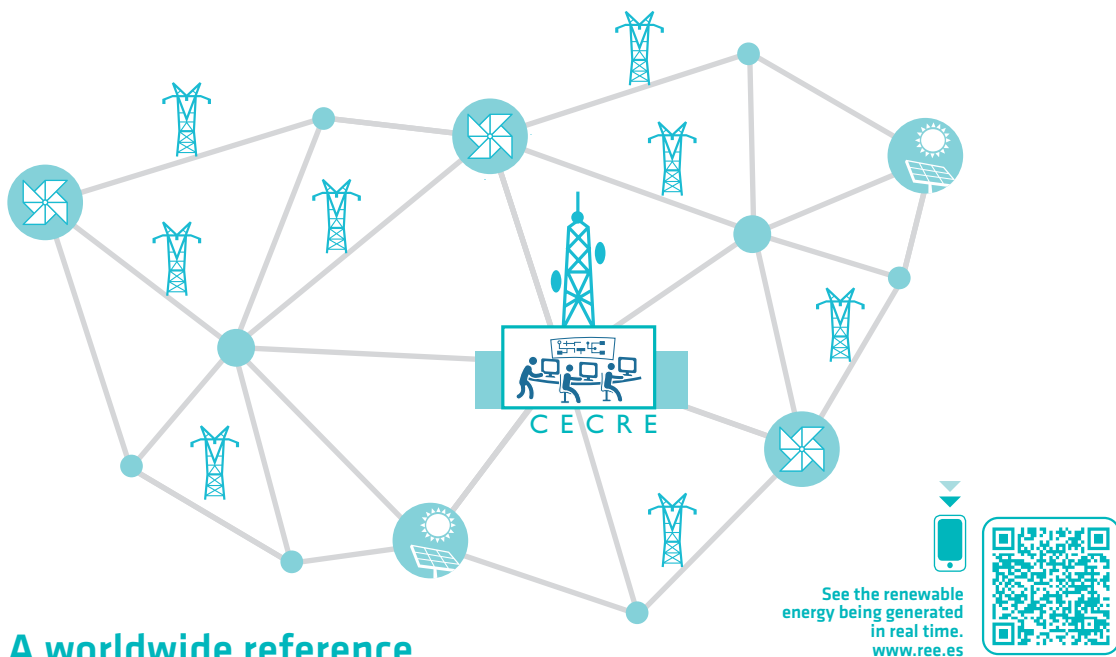 CECRE
See the renewable
energy being generated
in real time.
www.ree.es
A worldwide reference